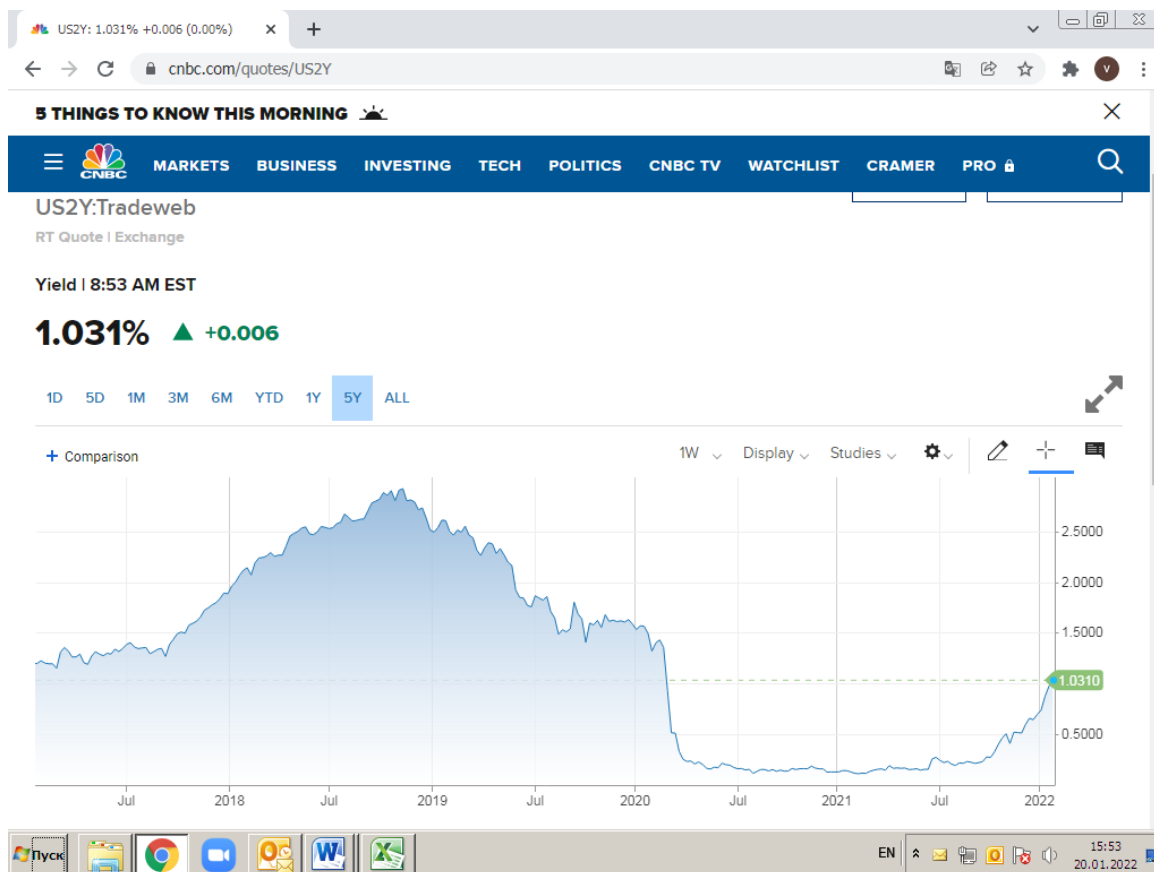 US2Y: 1.031% +0.006 (0.00%)
cnbc.com/quotes/US2Y
V
5 THINGS TO KNOW THIS MORNING
CNBC MARKETS BUSINESS INVESTING TECH POLITICS CNBC TV WATCHLIST CRAMER PRO
US2Y:Tradeweb
RT Quote | Exchange
Yield | 8:53 AM EST
1.031% +0.006
1D 5D 1M 3M 6M YTD 1Y 5Y ALL
+ Comparison 1W Display Studies
2.5000
2.0000
1.5000
1.0310
0.5000
Jul 2018 Jul 2019 Jul 2020 Jul 2021 Jul 2022
Пуск EN 15:53
20.01.2022